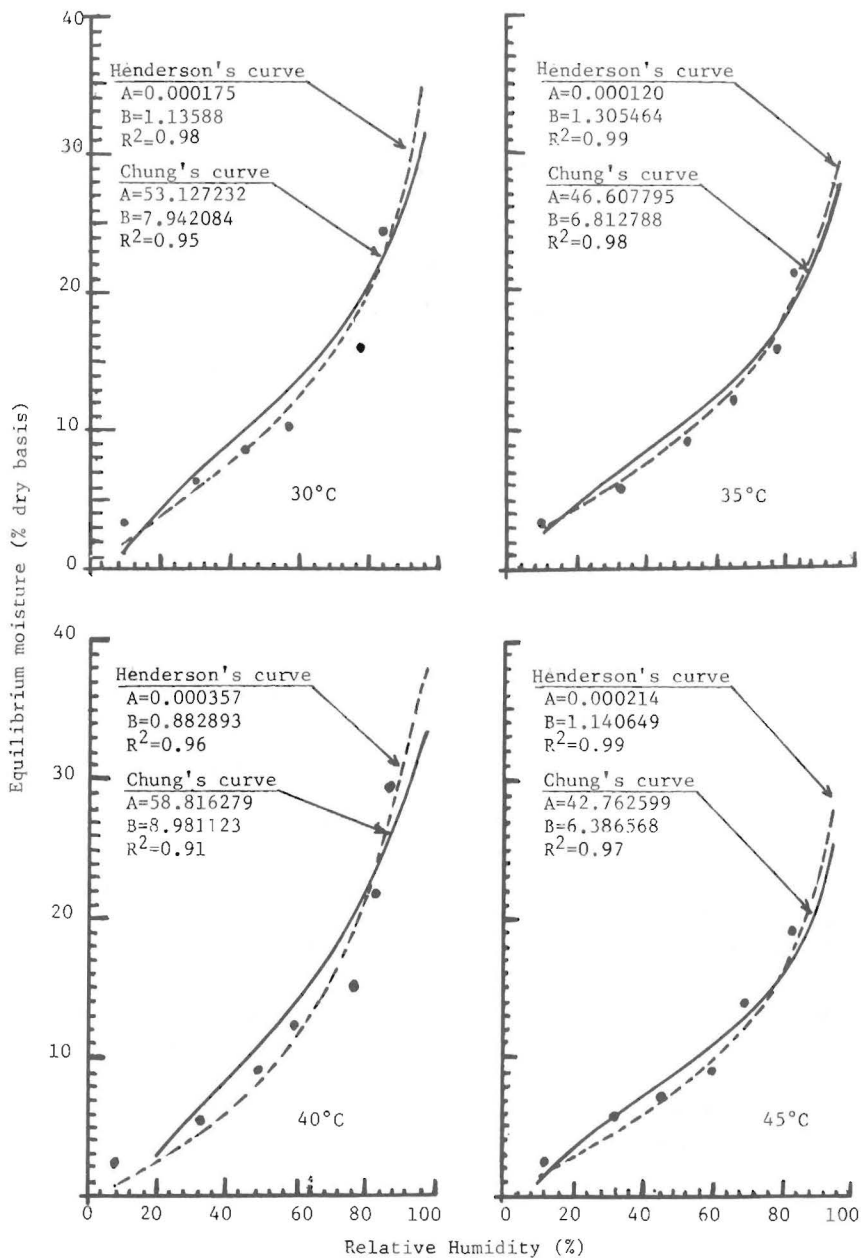 40
30
20
10
0
Henderson's curve
A=0.000175
B=1.13588
R²=0.98
Chung's curve
A=53.127232
B=7.942084
R²=0.95
30°C
Henderson's curve
A=0.000120
B=1.305464
R²=0.99
Chung's curve
A=46.607795
B=6.812788
R²=0.98
35°C
Equilibrium moisture (% dry basis)
40
30
20
10
0
Henderson's curve
A=0.000357
B=0.882893
R²=0.96
Chung's curve
A=58.816279
B=8.981123
R²=0.91
40°C
0 20 40 60 80 100
Henderson's curve
A=0.000214
B=1.140649
R²=0.99
Chung's curve
A=42.762599
B=6.386568
R²=0.97
45°C
0 20 40 60 80 100
Relative Humidity (%)